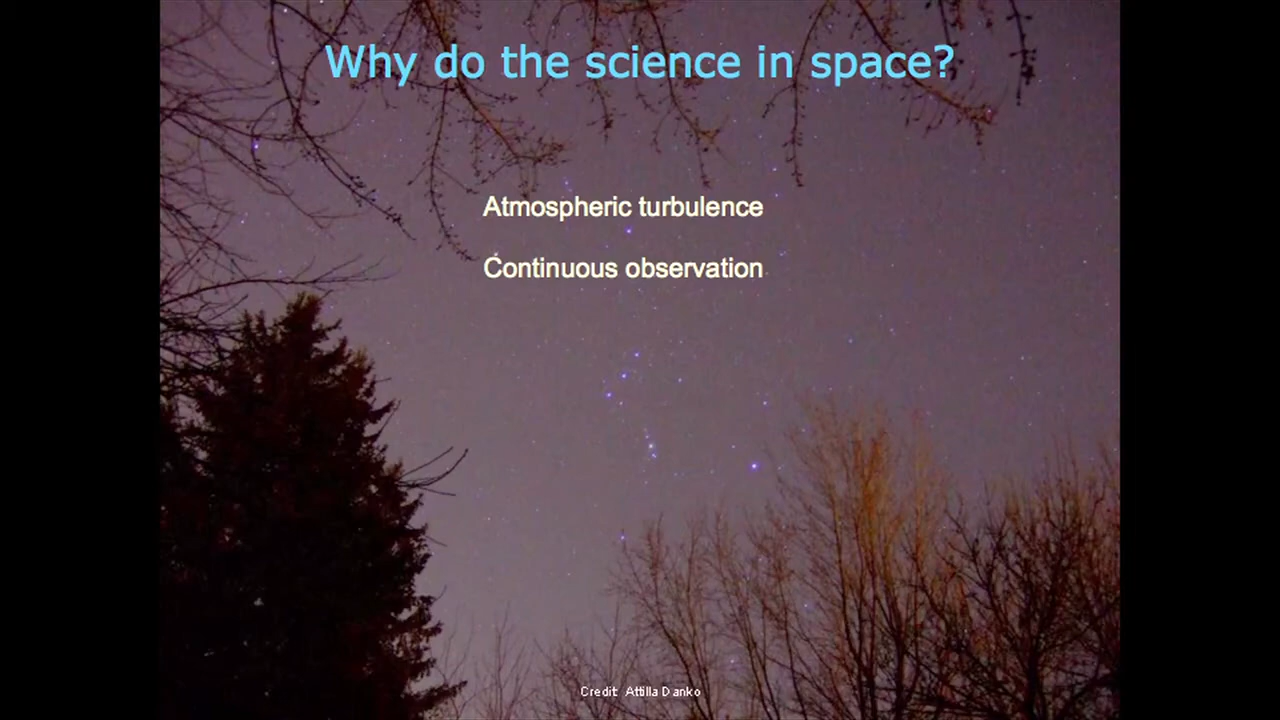 Why do the science in space?
Atmospheric turbulence
Continuous observation
Credit: Attilla Danko